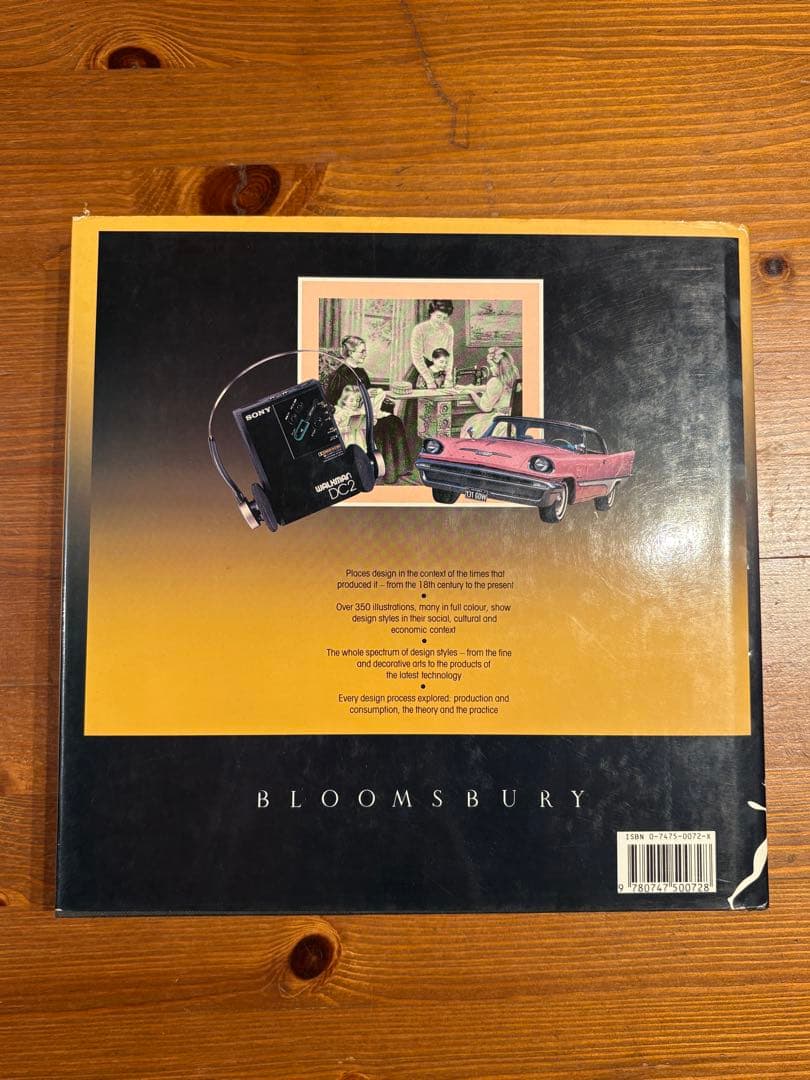 SONY
WALKMAN
DC2
Places design in the context of the times that
produced it – from the 18th century to the present
•
Over 350 illustrations, many in full colour, show
design styles in their social, cultural and
economic context
•
The whole spectrum of design styles – from the fine
and decorative arts to the products of
the latest technology
•
Every design process explored: production and
consumption, the theory and the practice
BLOOMSBURY
ISBN 0-7475-0072-X
9 780747 500728